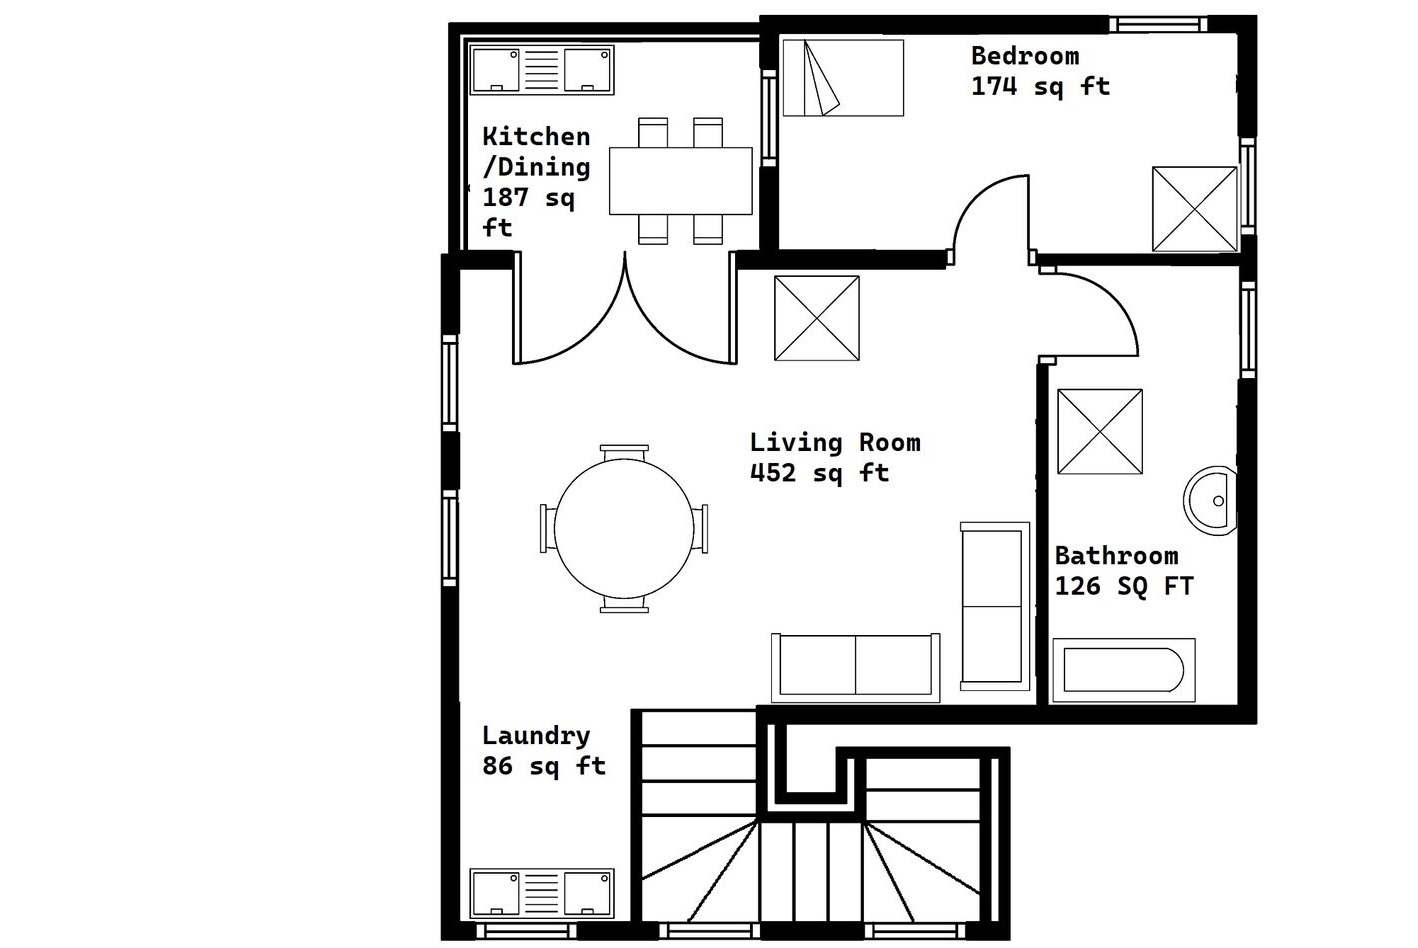 Bedroom
174 sq ft
Kitchen
/Dining
187 sq
ft
Living Room
452 sq ft
Bathroom
126 SQ FT
Laundry
86 sq ft